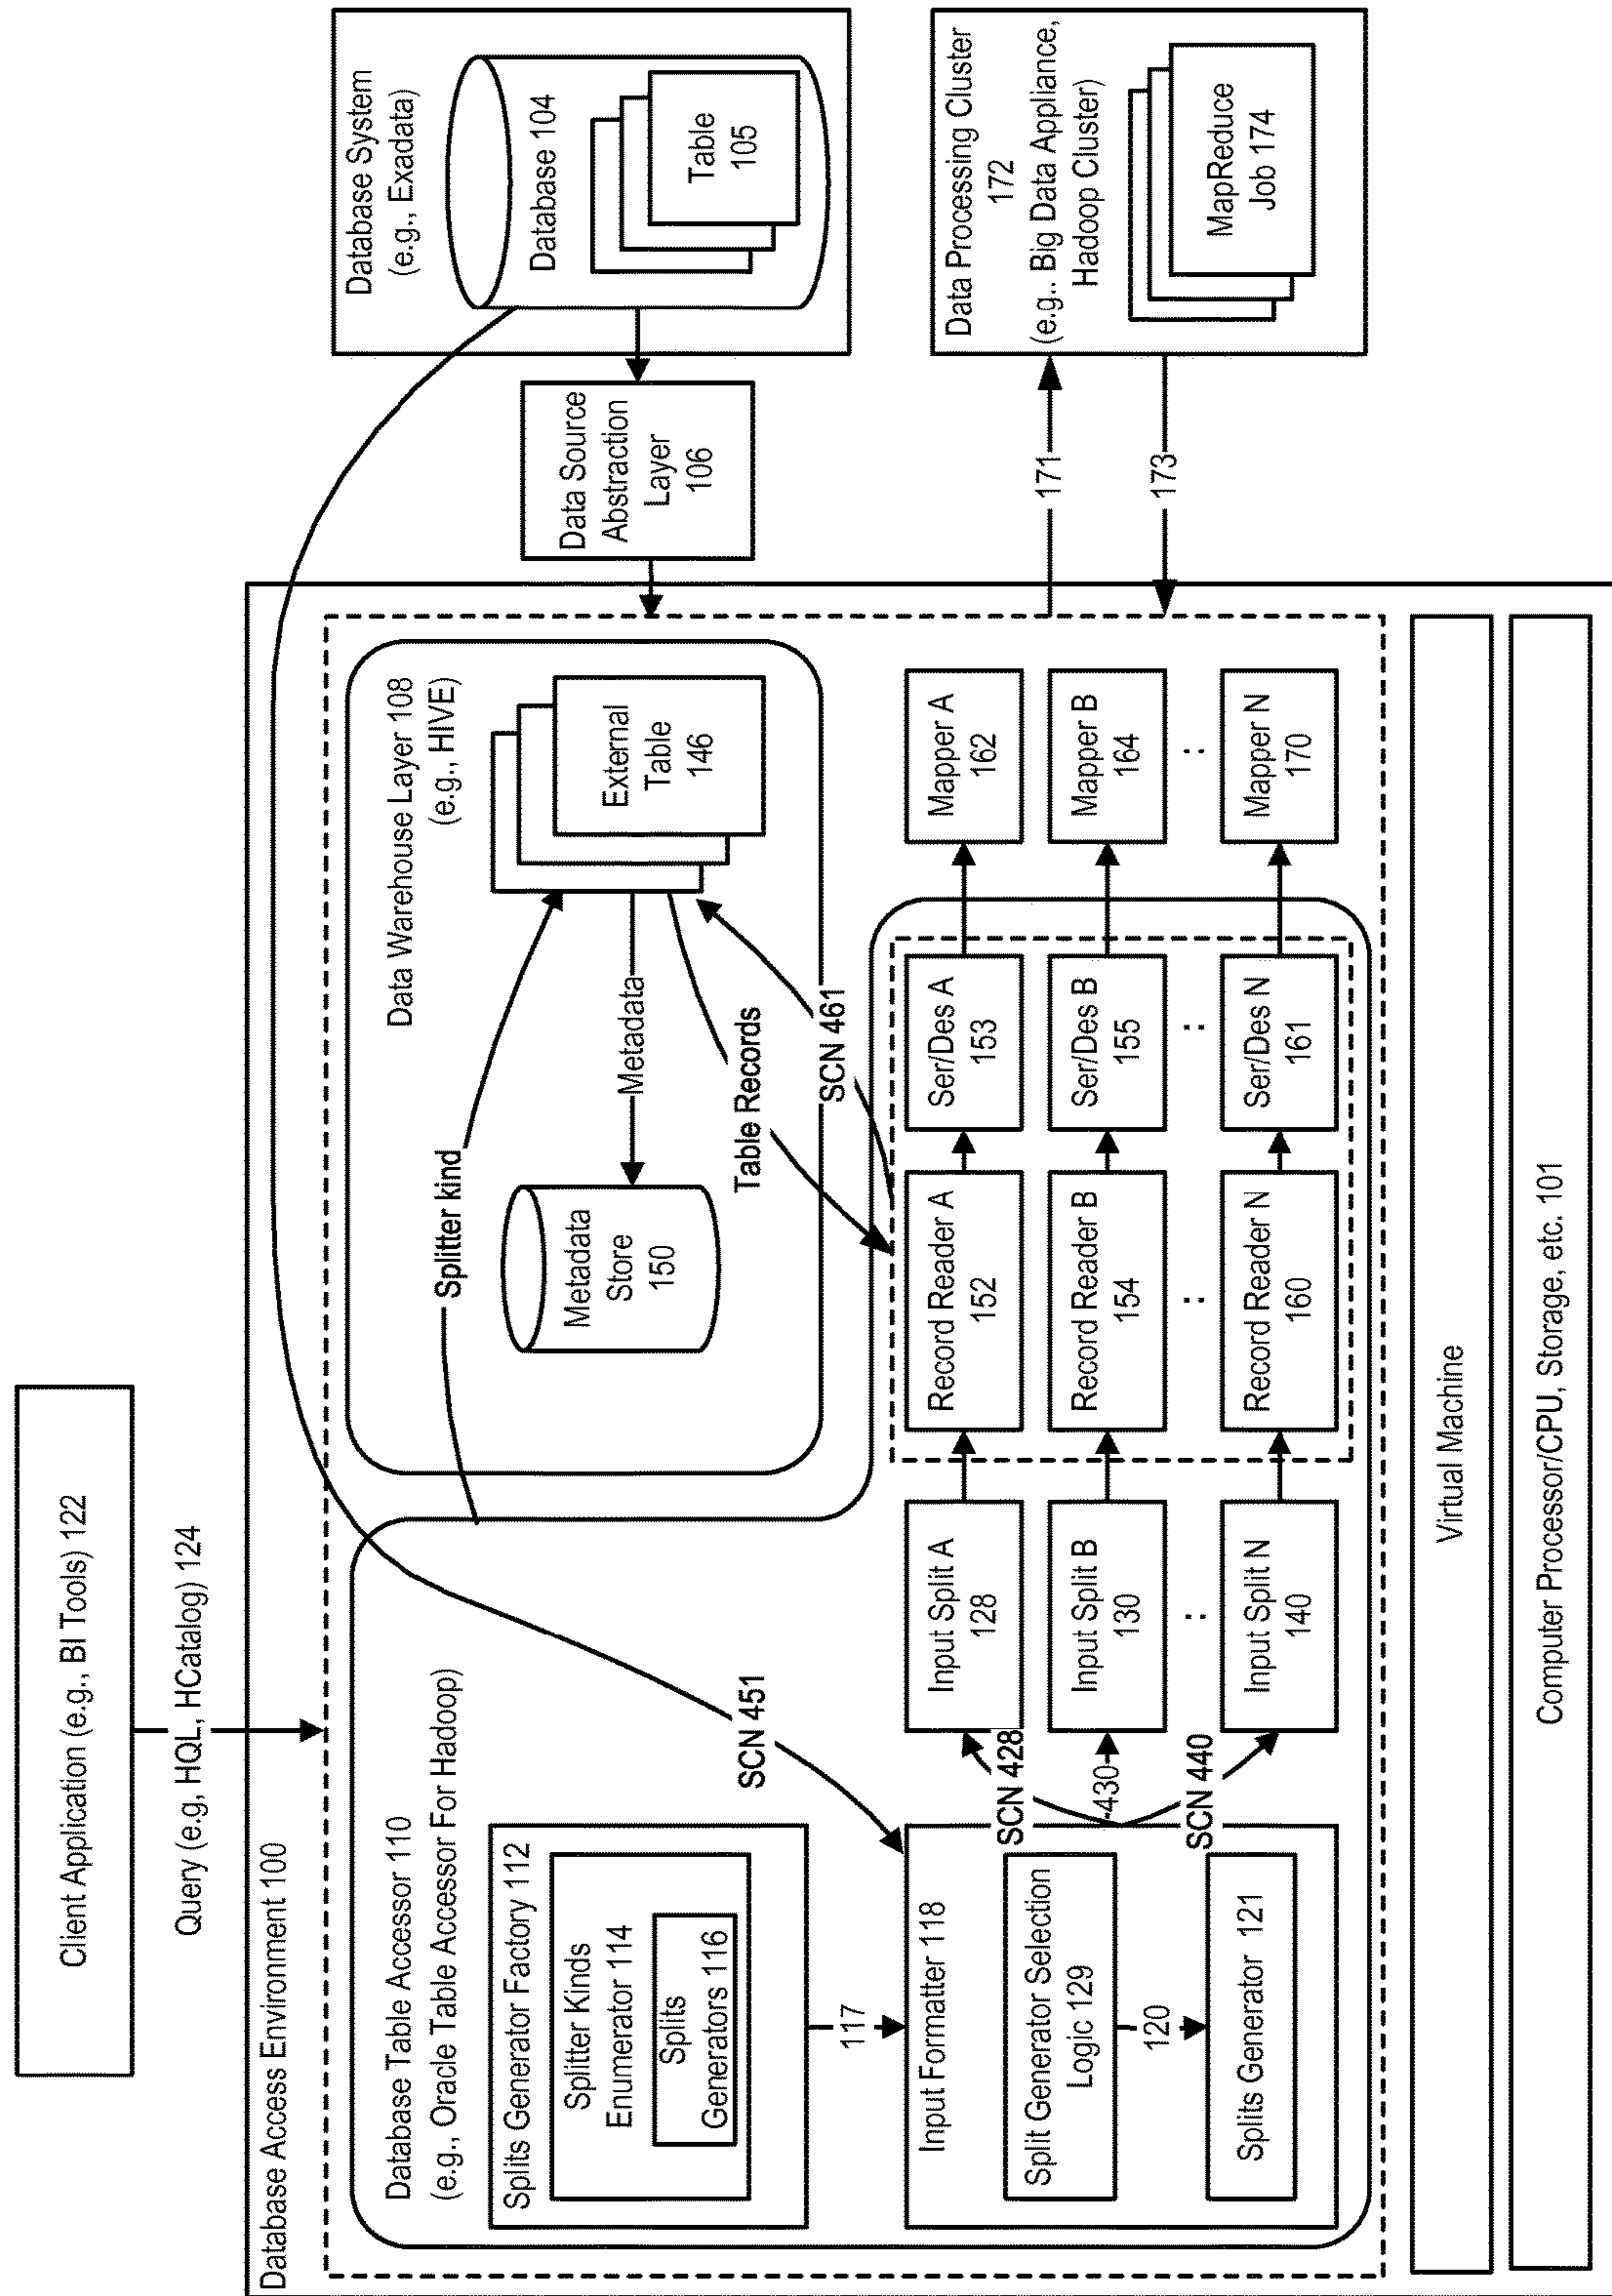 Client Application (e.g., BI Tools) 122
Query (e.g, HQL, HCatalog) 124
Database Access Environment 100
Database Table Accessor 110
(e.g., Oracle Table Accessor For Hadoop)
Splits Generator Factory 112
Splitter Kinds
Enumerator 114
Splits
Generators 116
117
Input Formatter 118
Split Generator Selection
Logic 129
120
Splits Generator 121
SCN 451
SCN 428
430
SCN 440
Input Split A
128
Input Split B
130
:
Input Split N
140
Splitter kind
Data Warehouse Layer 108
(e.g., HIVE)
Metadata
Store
150
Metadata
External
Table
146
Table Records
SCN 461
Record Reader A
152
Record Reader B
154
:
Record Reader N
160
Ser/Des A
153
Ser/Des B
155
:
Ser/Des N
161
Mapper A
162
Mapper B
164
:
Mapper N
170
Data Source
Abstraction
Layer
106
Database System
(e.g., Exadata)
Database 104
Table
105
171
173
Data Processing Cluster
172
(e.g.. Big Data Appliance,
Hadoop Cluster)
MapReduce
Job 174
Virtual Machine
Computer Processor/CPU, Storage, etc. 101